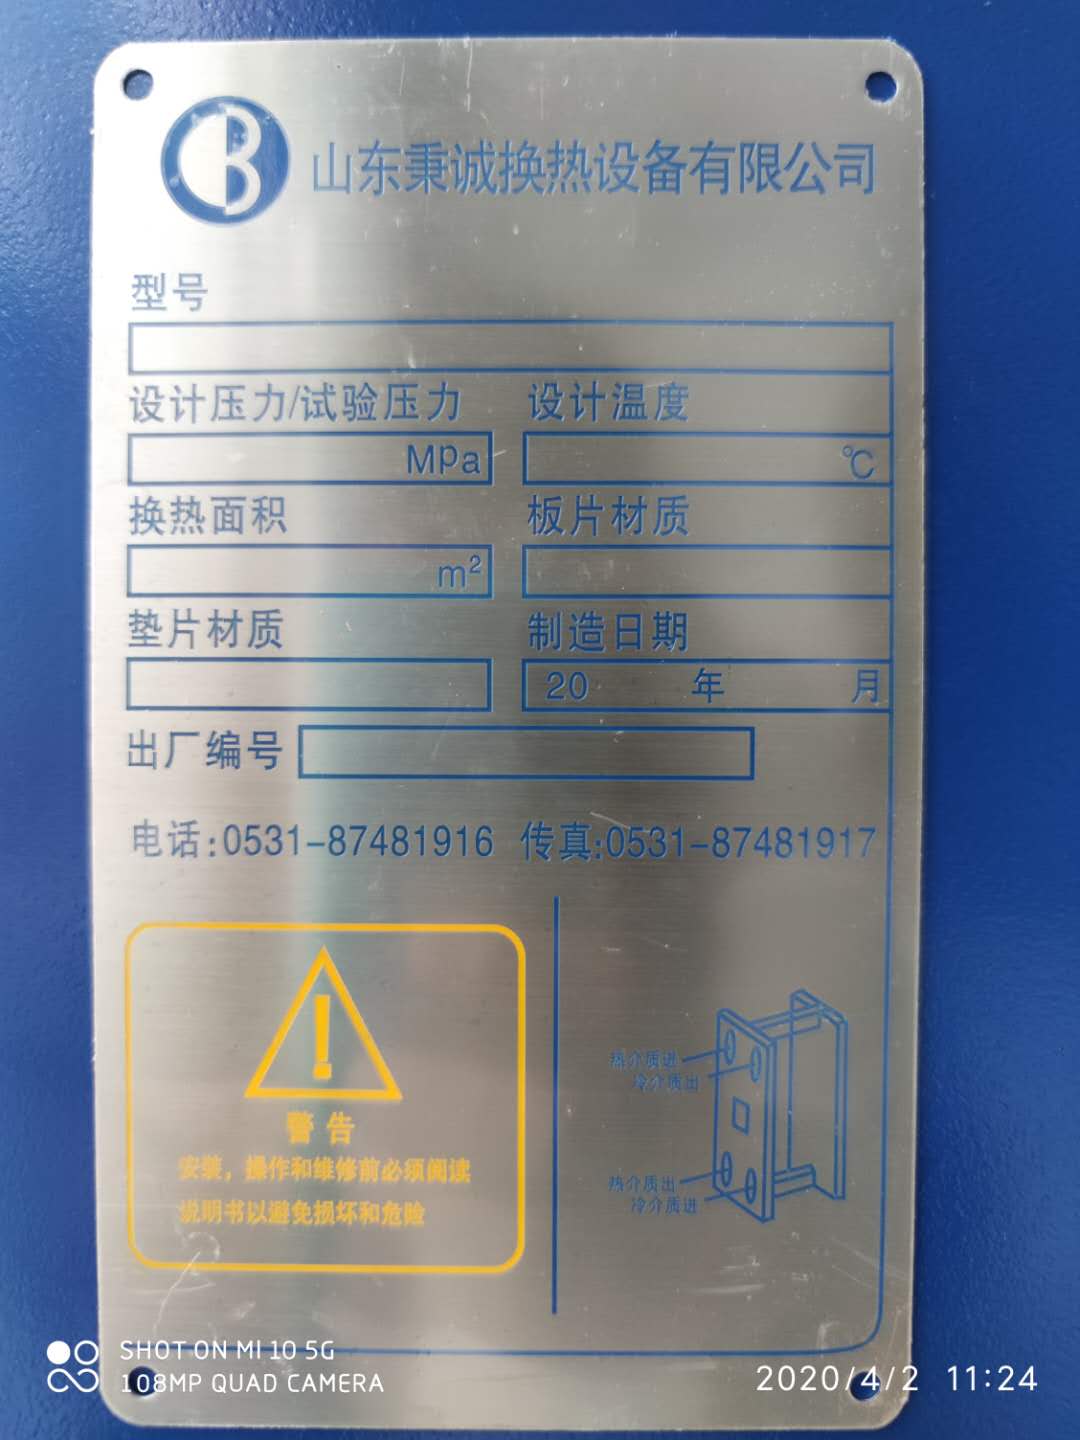 山东秉诚换热设备有限公司
型号
设计压力/试验压力 设计温度
MPa ℃
换热面积 板片材质
m²
垫片材质 制造日期
20 年 月
出厂编号
电话:0531-87481916 传真:0531-87481917
警告
安装，操作和维修前必须阅读
说明书以避免损坏和危险
热介质进
冷介质出
热介质出
冷介质进
SHOT ON MI 10 5G
108MP QUAD CAMERA
2020/4/2 11:24